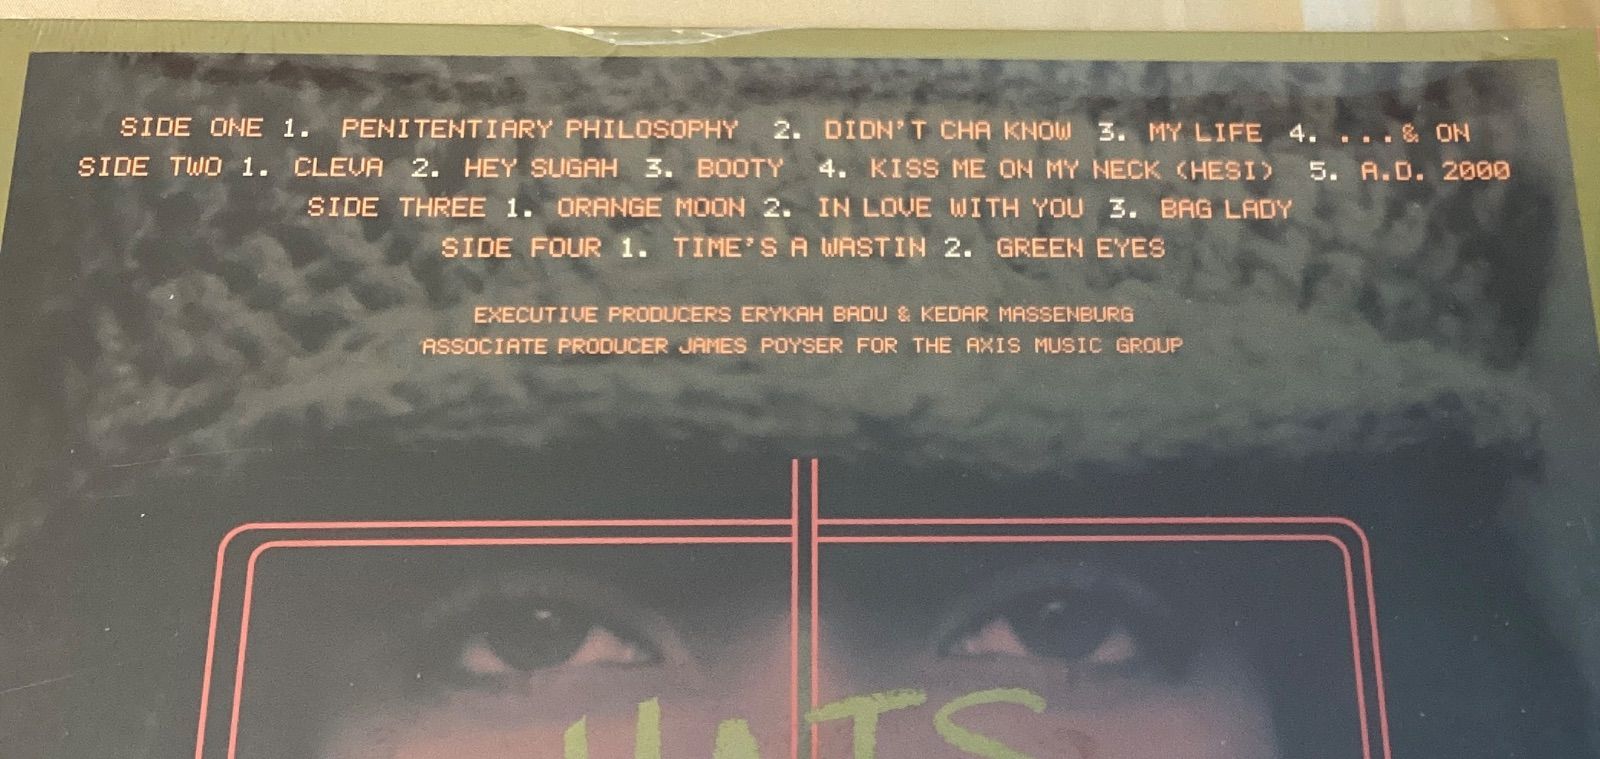 SIDE ONE 1. PENITENTIARY PHILOSOPHY 2. DIDN'T CHA KNOW 3. MY LIFE 4. ...& ON
SIDE TWO 1. CLEVA 2. HEY SUGAH 3. BOOTY 4. KISS ME ON MY NECK (HESI) 5. A.D. 2000
SIDE THREE 1. ORANGE MOON 2. IN LOVE WITH YOU 3. BAG LADY
SIDE FOUR 1. TIME'S A WASTIN 2. GREEN EYES
EXECUTIVE PRODUCERS ERYKAH BADU & KEDAR MASSENBURG
ASSOCIATE PRODUCER JAMES POYSER FOR THE AXIS MUSIC GROUP